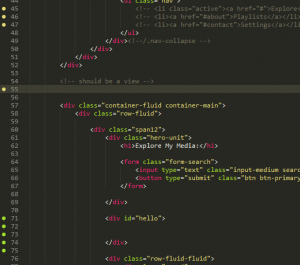 44 <ul class="nav">
45 <!-- <li class="active"><a href="#">Explore
46 <!-- <li><a href="#about">Playlists</a></li
47 <!-- <li><a href="#contact">Settings</a></li
48 </ul>
49 </div><!--/.nav-collapse -->
50 </div>
51 </div>
52 </div>
53
54 <!-- should be a view -->
55
56
57 <div class="container-fluid container-main">
58 <div class="row-fluid">
59
60 <div class="span12">
61 <div class="hero-unit">
62 <h1>Explore My Media:</h1>
63
64 <form class="form-search">
65 <input type="text" class="input-medium sear
66 <button type="submit" class="btn btn-primar
67 </form>
68
69 </div>
70
71 <div id="hello">
72
73
74 </div>
75
76 <div class="row-fluid-fluid">